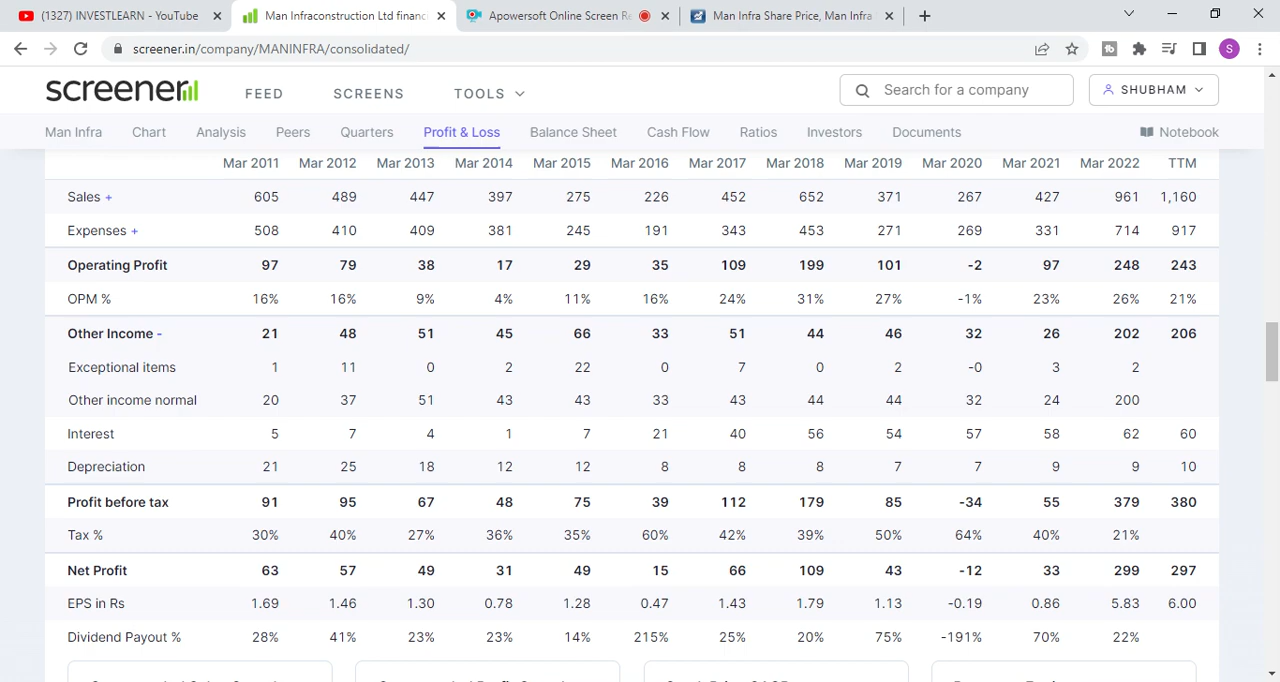 (1327) INVESTLEARN - YouTube Man Infraconstruction Ltd financ Apowersoft Online Screen Re Man Infra Share Price, Man Infra
screener.in/company/MANINFRA/consolidated/ S
screener FEED SCREENS TOOLS Search for a company SHUBHAM
Man Infra Chart Analysis Peers Quarters Profit & Loss Balance Sheet Cash Flow Ratios Investors Documents Notebook
Mar 2011 Mar 2012 Mar 2013 Mar 2014 Mar 2015 Mar 2016 Mar 2017 Mar 2018 Mar 2019 Mar 2020 Mar 2021 Mar 2022 TTM
Sales + 605 489 447 397 275 226 452 652 371 267 427 961 1,160
Expenses + 508 410 409 381 245 191 343 453 271 269 331 714 917
Operating Profit 97 79 38 17 29 35 109 199 101 -2 97 248 243
OPM % 16% 16% 9% 4% 11% 16% 24% 31% 27% -1% 23% 26% 21%
Other Income - 21 48 51 45 66 33 51 44 46 32 26 202 206
Exceptional items 1 11 0 2 22 0 7 0 2 -0 3 2
Other income normal 20 37 51 43 43 33 43 44 44 32 24 200
Interest 5 7 4 1 7 21 40 56 54 57 58 62 60
Depreciation 21 25 18 12 12 8 8 8 7 7 9 9 10
Profit before tax 91 95 67 48 75 39 112 179 85 -34 55 379 380
Tax % 30% 40% 27% 36% 35% 60% 42% 39% 50% 64% 40% 21%
Net Profit 63 57 49 31 49 15 66 109 43 -12 33 299 297
EPS in Rs 1.69 1.46 1.30 0.78 1.28 0.47 1.43 1.79 1.13 -0.19 0.86 5.83 6.00
Dividend Payout % 28% 41% 23% 23% 14% 215% 25% 20% 75% -191% 70% 22%